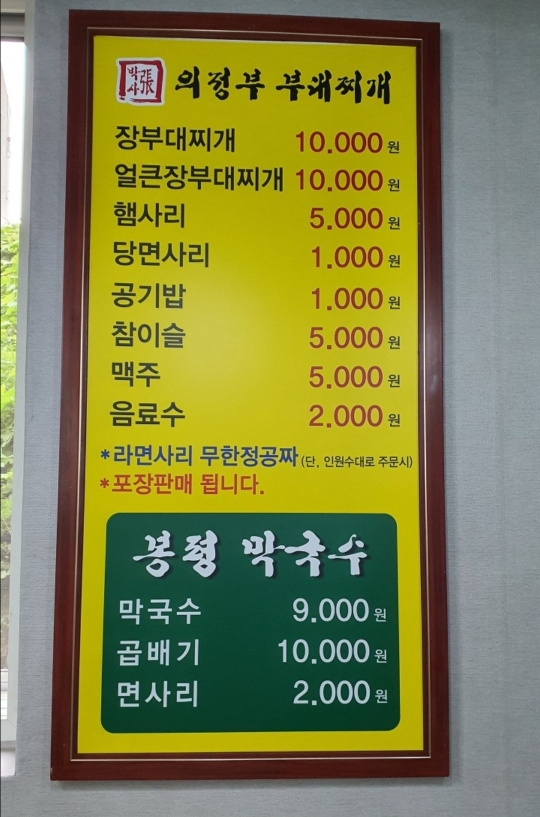 박張사 의정부 부대찌개
장부대찌개 10.000원
얼큰장부대찌개 10.000원
햄사리 5.000원
당면사리 1.000원
공기밥 1.000원
참이슬 5.000원
맥주 5.000원
음료수 2.000원
*라면사리 무한정공짜(단, 인원수대로 주문시)
*포장판매 됩니다.
봉평 막국수
막국수 9.000원
곱배기 10.000원
면사리 2.000원